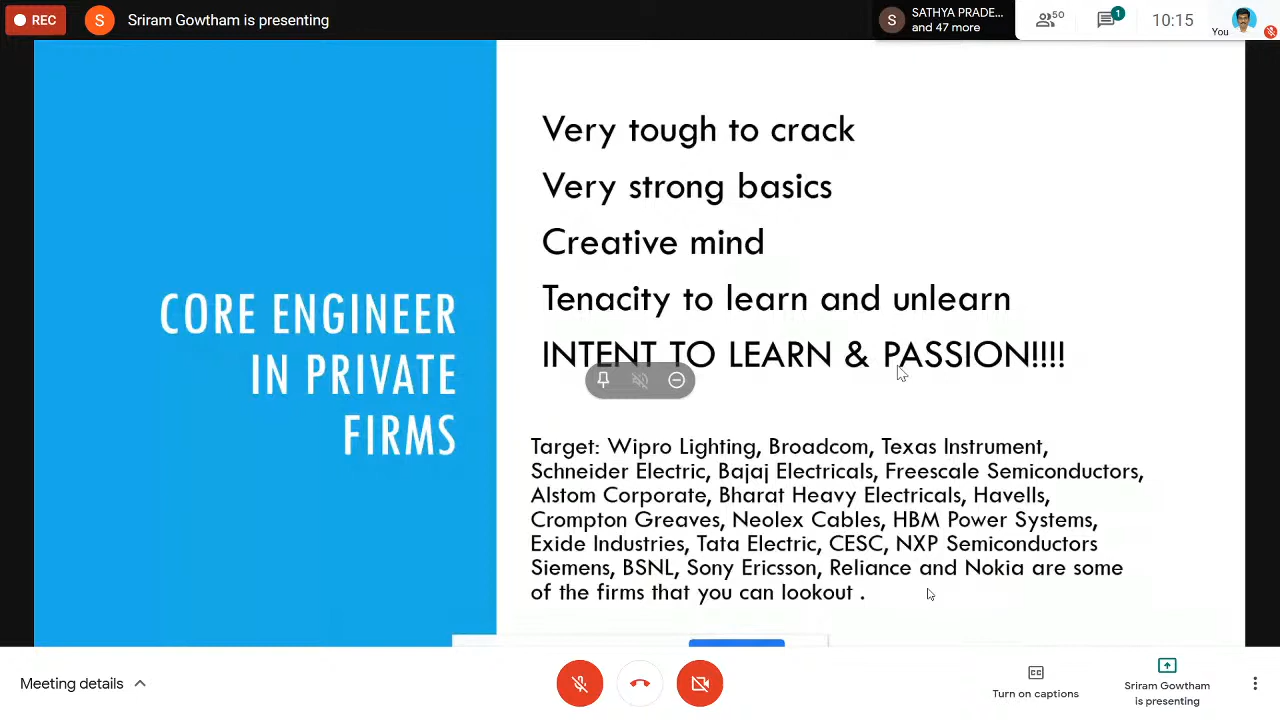 REC
S
Sriram Gowtham is presenting
S
SATHYA PRADE...
and 47 more
50
1
10:15
You
CORE ENGINEER
IN PRIVATE
FIRMS
Very tough to crack
Very strong basics
Creative mind
Tenacity to learn and unlearn
INTENT TO LEARN & PASSION!!!!
Target: Wipro Lighting, Broadcom, Texas Instrument,
Schneider Electric, Bajaj Electricals, Freescale Semiconductors,
Alstom Corporate, Bharat Heavy Electricals, Havells,
Crompton Greaves, Neolex Cables, HBM Power Systems,
Exide Industries, Tata Electric, CESC, NXP Semiconductors
Siemens, BSNL, Sony Ericsson, Reliance and Nokia are some
of the firms that you can lookout .
Meeting details
CC
Turn on captions
Sriram Gowtham
is presenting